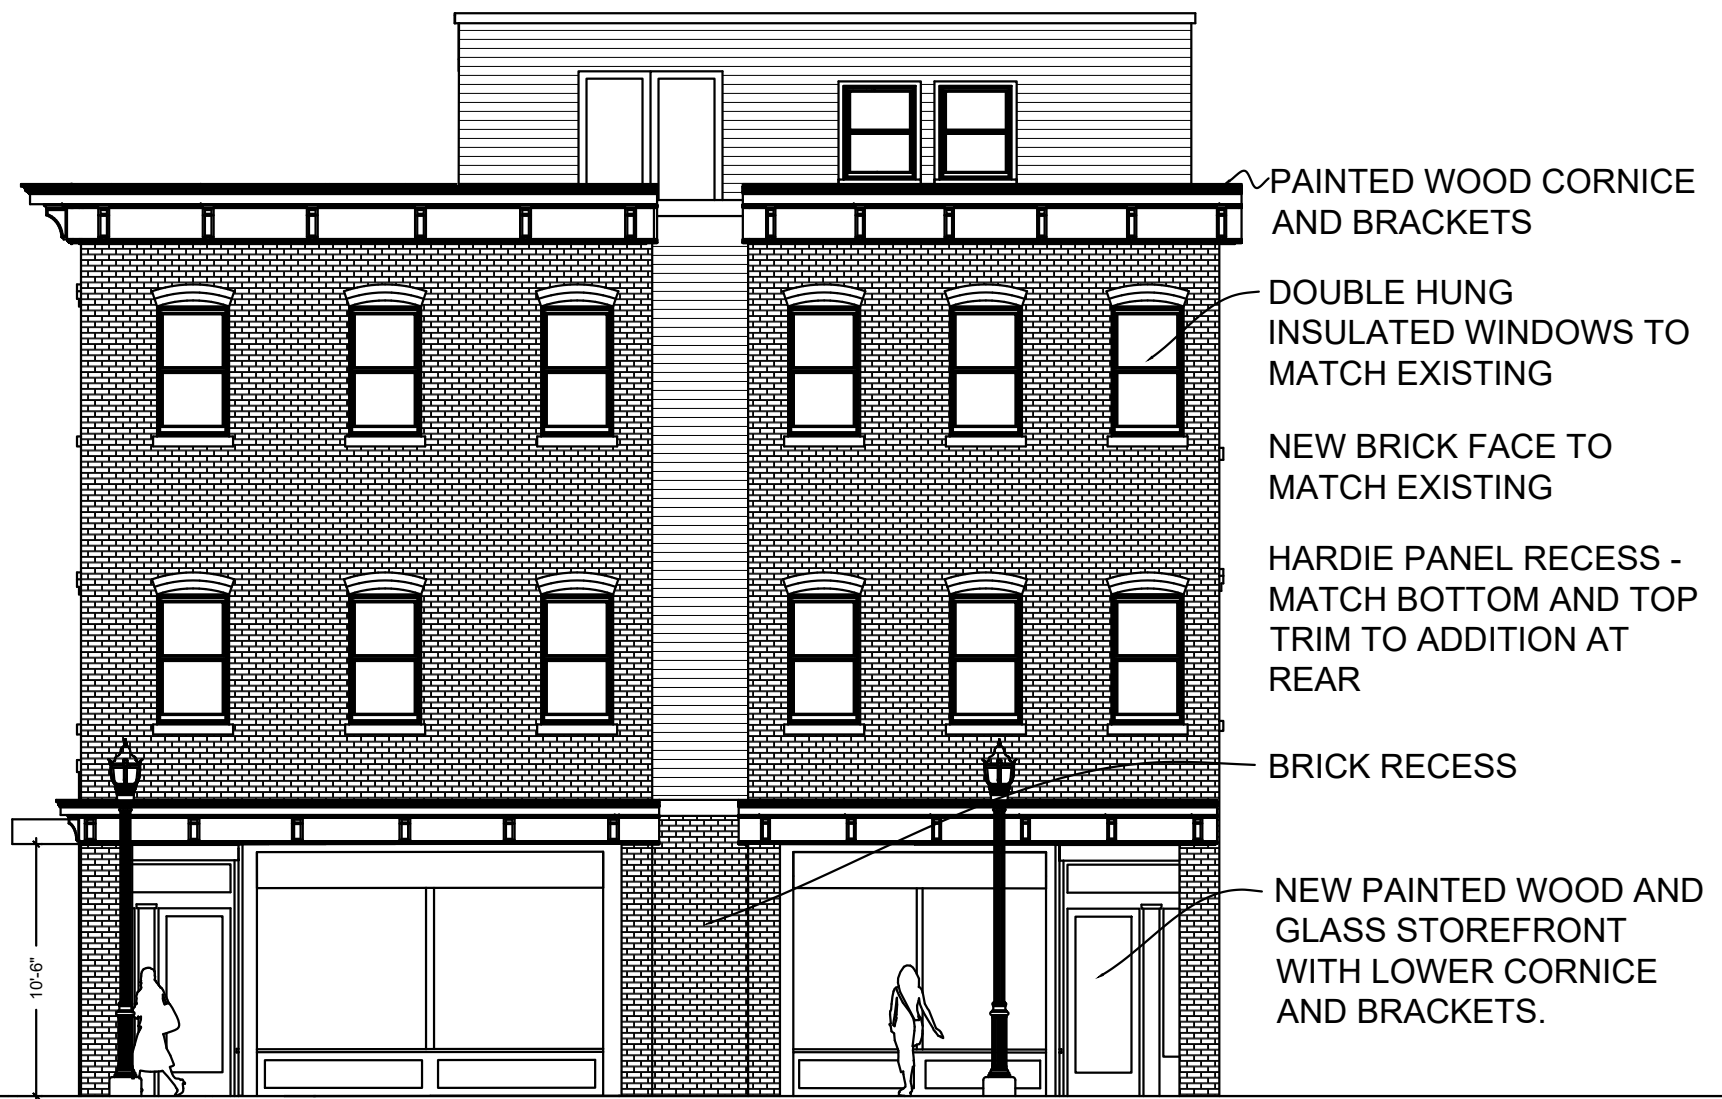 PAINTED WOOD CORNICE
AND BRACKETS
DOUBLE HUNG
INSULATED WINDOWS TO
MATCH EXISTING
NEW BRICK FACE TO
MATCH EXISTING
HARDIE PANEL RECESS -
MATCH BOTTOM AND TOP
TRIM TO ADDITION AT
REAR
BRICK RECESS
NEW PAINTED WOOD AND
GLASS STOREFRONT
WITH LOWER CORNICE
AND BRACKETS.
10'-6"